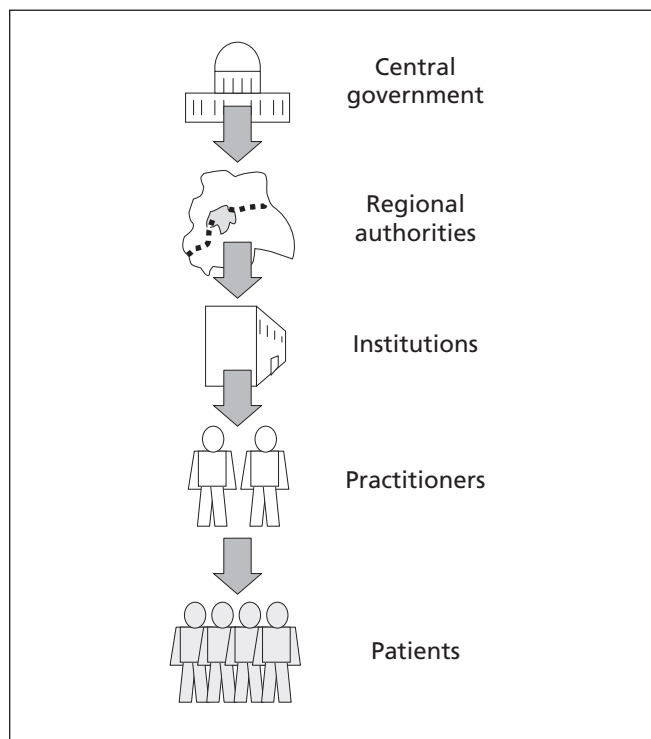 Central
government
Regional
authorities
Institutions
Practitioners
Patients